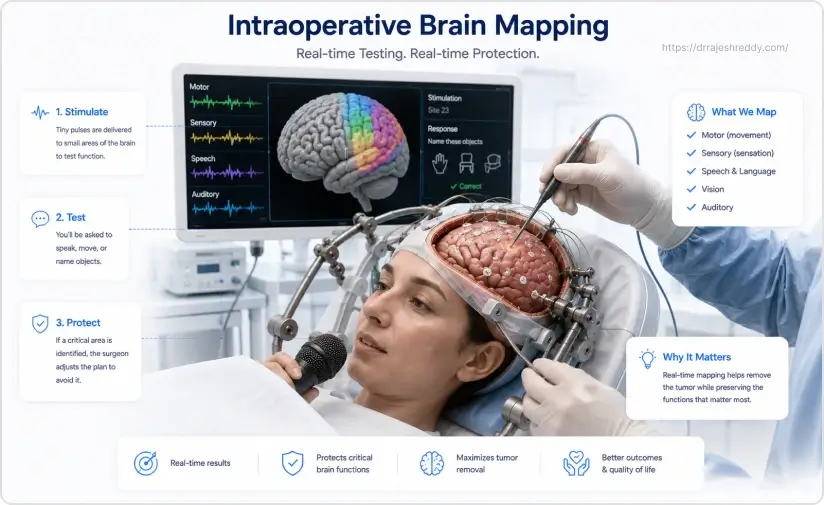 Intraoperative Brain Mapping
Real-time Testing. Real-time Protection.
https://drrajeshreddy.com/
1. Stimulate
Tiny pulses are delivered
to small areas of the brain
to test function.
2. Test
You'll be asked to
speak, move, or
name objects.
3. Protect
If a critical area is
identified, the surgeon
adjusts the plan to
avoid it.
Motor
Sensory
Speech
Auditory
Stimulation
Site 23
Response
Name these objects
✓ Correct
What We Map
✓ Motor (movement)
✓ Sensory (sensation)
✓ Speech & Language
✓ Vision
✓ Auditory
Why It Matters
Real-time mapping helps remove
the tumor while preserving the
functions that matter most.
Real-time results
Protects critical
brain functions
Maximizes tumor
removal
Better outcomes
& quality of life